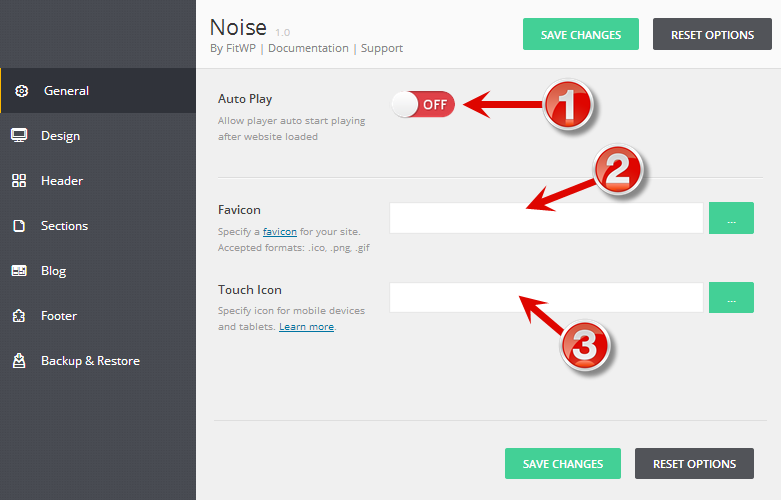 Noise 1.0
By FitWP | Documentation | Support
SAVE CHANGES
RESET OPTIONS
General
Design
Header
Sections
Blog
Footer
Backup & Restore
Auto Play
Allow player auto start playing
after website loaded
OFF
1
2
Favicon
Specify a favicon for your site.
Accepted formats: .ico, .png, .gif
...
Touch Icon
Specify icon for mobile devices
and tablets. Learn more.
...
3
SAVE CHANGES
RESET OPTIONS